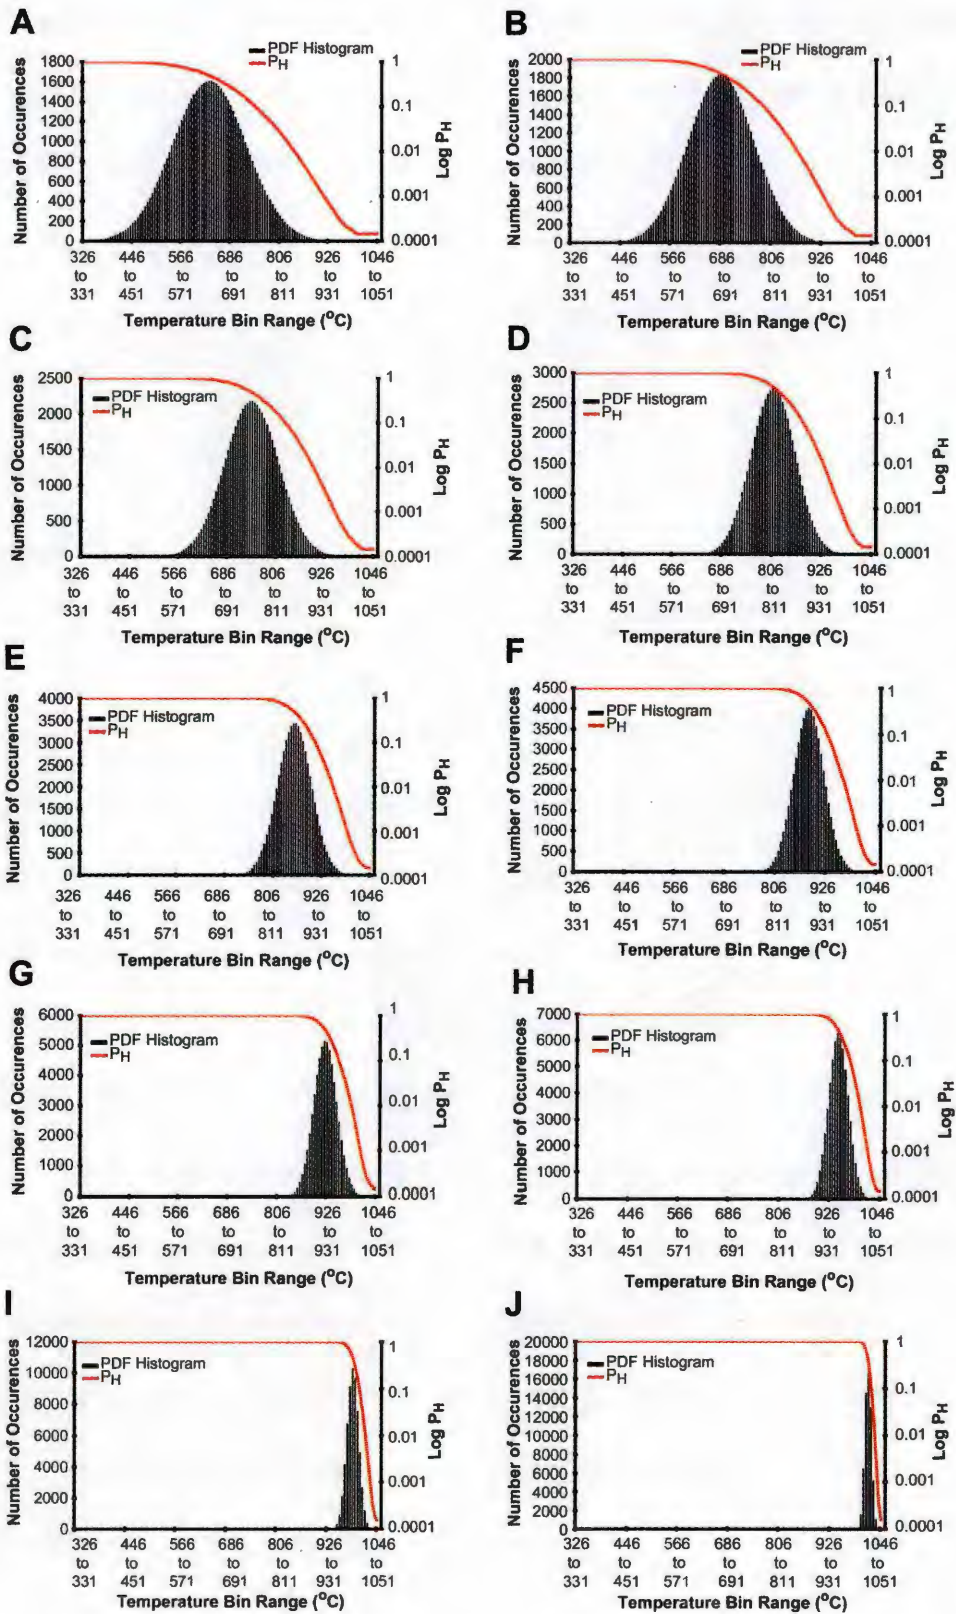 A
PDF Histogram
PH
Number of Occurences
1800
1600
1400
1200
1000
800
600
400
200
0
1
0.1
0.01
0.001
0.0001
Log PH
326 446 566 686 806 926 1046
to to to to to to to
331 451 571 691 811 931 1051
Temperature Bin Range (°C)
B
PDF Histogram
PH
Number of Occurences
2000
1800
1600
1400
1200
1000
800
600
400
200
0
1
0.1
0.01
0.001
0.0001
Log PH
326 446 566 686 806 926 1046
to to to to to to to
331 451 571 691 811 931 1051
Temperature Bin Range (°C)
C
PDF Histogram
PH
Number of Occurences
2500
2000
1500
1000
500
0
1
0.1
0.01
0.001
0.0001
Log PH
326 446 566 686 806 926 1046
to to to to to to to
331 451 571 691 811 931 1051
Temperature Bin Range (°C)
D
PDF Histogram
PH
Number of Occurences
3000
2500
2000
1500
1000
500
0
1
0.1
0.01
0.001
0.0001
Log PH
326 446 566 686 806 926 1046
to to to to to to to
331 451 571 691 811 931 1051
Temperature Bin Range (°C)
E
PDF Histogram
PH
Number of Occurences
4000
3500
3000
2500
2000
1500
1000
500
0
1
0.1
0.01
0.001
0.0001
Log PH
326 446 566 686 806 926 1046
to to to to to to to
331 451 571 691 811 931 1051
Temperature Bin Range (°C)
F
PDF Histogram
PH
Number of Occurences
4500
4000
3500
3000
2500
2000
1500
1000
500
0
1
0.1
0.01
0.001
0.0001
Log PH
326 446 566 686 806 926 1046
to to to to to to to
331 451 571 691 811 931 1051
Temperature Bin Range (°C)
G
PDF Histogram
PH
Number of Occurences
6000
5000
4000
3000
2000
1000
0
1
0.1
0.01
0.001
0.0001
Log PH
326 446 566 686 806 926 1046
to to to to to to to
331 451 571 691 811 931 1051
Temperature Bin Range (°C)
H
PDF Histogram
PH
Number of Occurences
7000
6000
5000
4000
3000
2000
1000
0
1
0.1
0.01
0.001
0.0001
Log PH
326 446 566 686 806 926 1046
to to to to to to to
331 451 571 691 811 931 1051
Temperature Bin Range (°C)
I
PDF Histogram
PH
Number of Occurences
12000
10000
8000
6000
4000
2000
0
1
0.1
0.01
0.001
0.0001
Log PH
326 446 566 686 806 926 1046
to to to to to to to
331 451 571 691 811 931 1051
Temperature Bin Range (°C)
J
PDF Histogram
PH
Number of Occurences
20000
18000
16000
14000
12000
10000
8000
6000
4000
2000
0
1
0.1
0.01
0.001
0.0001
Log PH
326 446 566 686 806 926 1046
to to to to to to to
331 451 571 691 811 931 1051
Temperature Bin Range (°C)